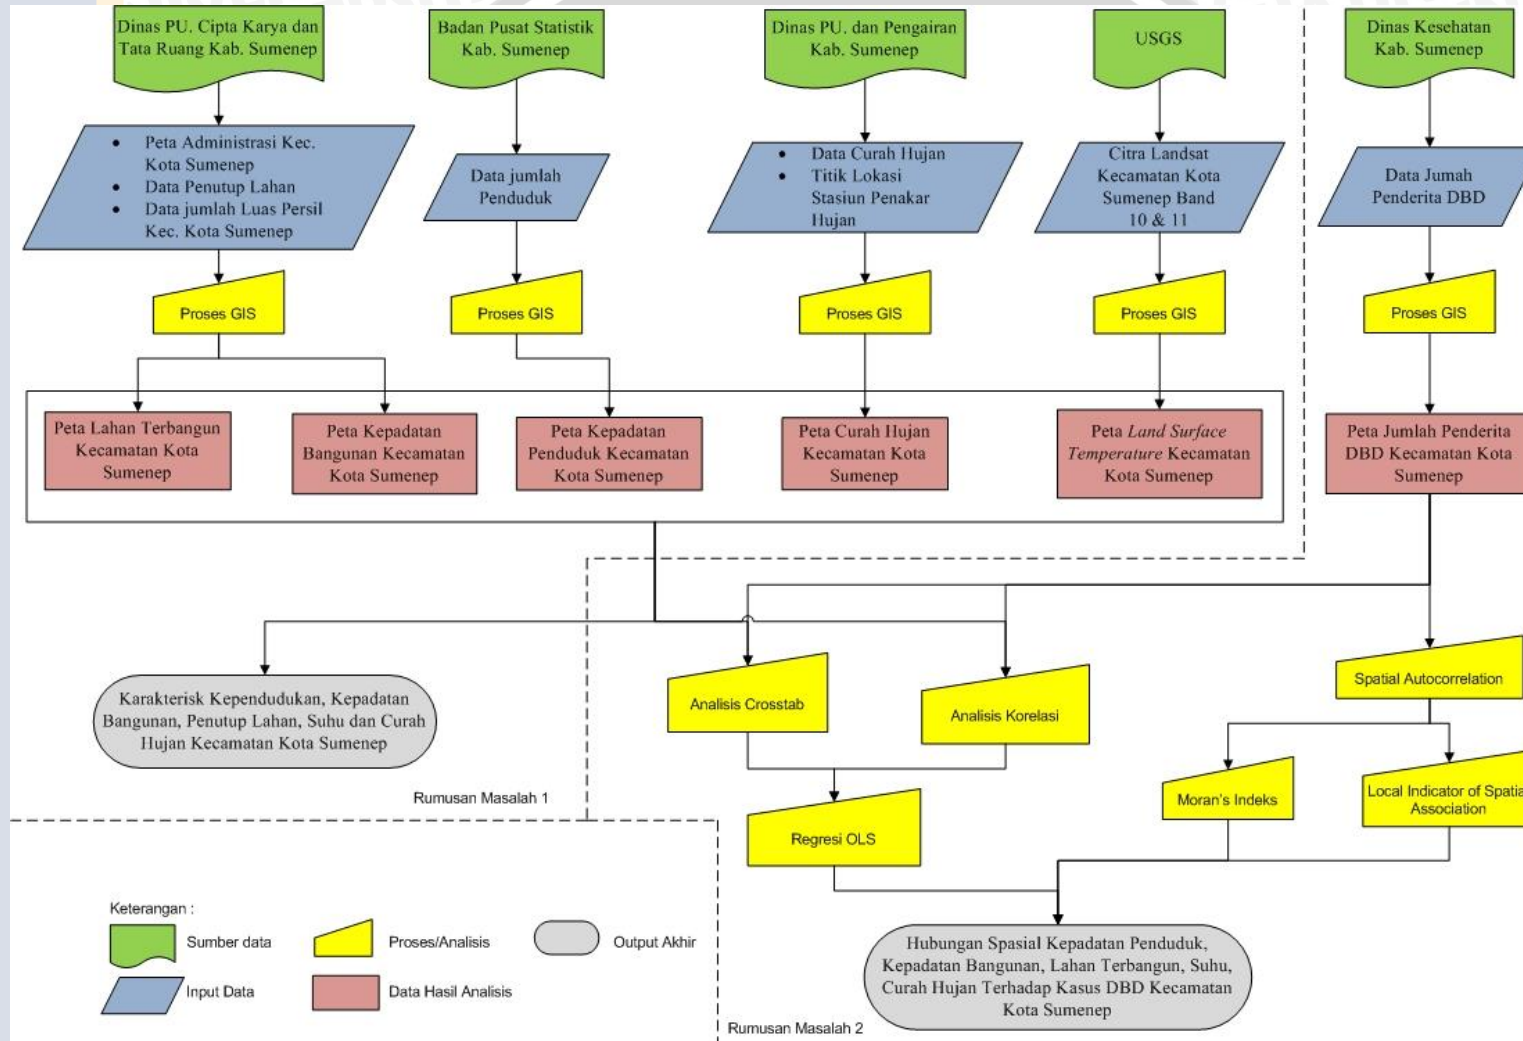 Dinas PU. Cipta Karya dan
Tata Ruang Kab. Sumenep
Badan Pusat Statistik
Kab. Sumenep
Dinas PU. dan Pengairan
Kab. Sumenep
USGS
Dinas Kesehatan
Kab. Sumenep
• Peta Administrasi Kec.
Kota Sumenep
• Data Penutup Lahan
• Data jumlah Luas Persil
Kec. Kota Sumenep
Data jumlah
Penduduk
• Data Curah Hujan
• Titik Lokasi
Stasiun Penakar
Hujan
Citra Landsat
Kecamatan Kota
Sumenep Band
10 & 11
Data Jumah
Penderita DBD
Proses GIS
Proses GIS
Proses GIS
Proses GIS
Proses GIS
Peta Lahan Terbangun
Kecamatan Kota
Sumenep
Peta Kepadatan
Bangunan Kecamatan
Kota Sumenep
Peta Kepadatan
Penduduk Kecamatan
Kota Sumenep
Peta Curah Hujan
Kecamatan Kota
Sumenep
Peta Land Surface
Temperature Kecamatan
Kota Sumenep
Peta Jumlah Penderita
DBD Kecamatan Kota
Sumenep
Karakterisk Kependudukan, Kepadatan
Bangunan, Penutup Lahan, Suhu dan Curah
Hujan Kecamatan Kota Sumenep
Analisis Crosstab
Analisis Korelasi
Spatial Autocorrelation
Rumusan Masalah 1
Regresi OLS
Moran's Indeks
Local Indicator of Spatia
Association
Keterangan :
Sumber data
Proses/Analisis
Output Akhir
Input Data
Data Hasil Analisis
Hubungan Spasial Kepadatan Penduduk,
Kepadatan Bangunan, Lahan Terbangun, Suhu,
Curah Hujan Terhadap Kasus DBD Kecamatan
Kota Sumenep
Rumusan Masalah 2